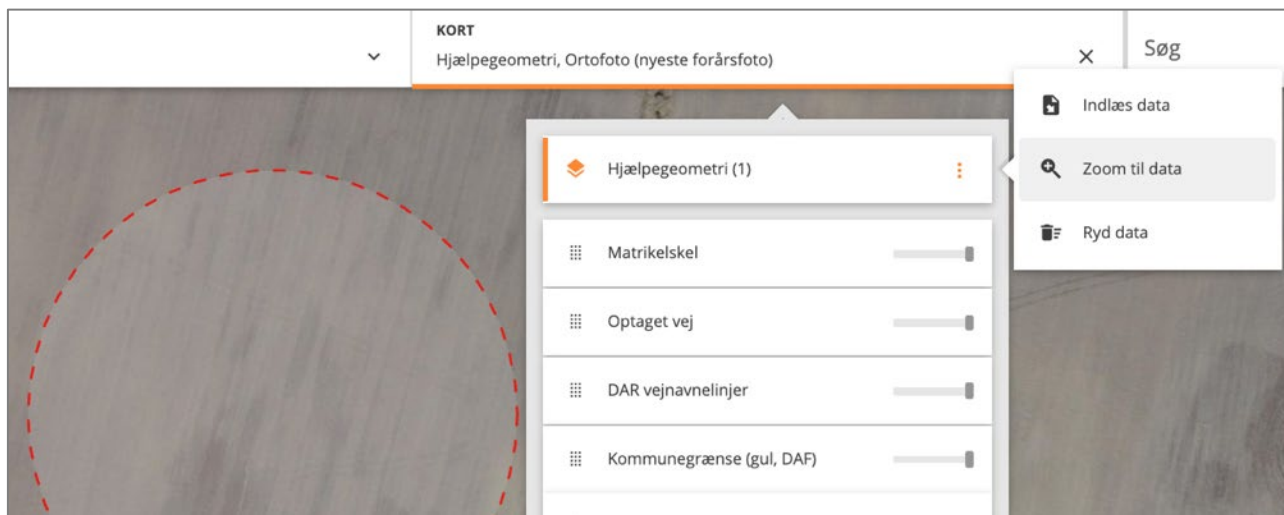 KORT
Hjælpegeometri, Ortofoto (nyeste forårsfoto)
Søg
Indlæs data
Hjælpegeometri (1)
Zoom til data
Ryd data
Matrikelskel
Optaget vej
DAR vejnavnelinjer
Kommunegrænse (gul, DAF)